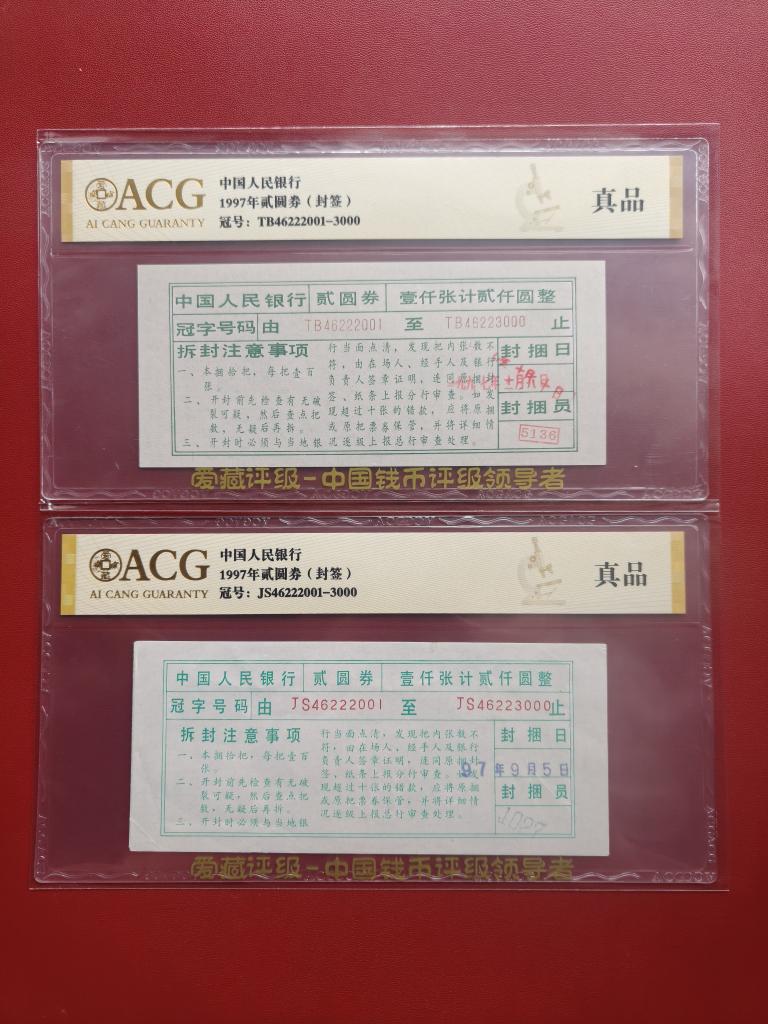 ACG
AI CANG GUARANTY
中国人民银行
1997年贰圆券（封签）
冠号：TB46222001-3000
真品
中国人民银行 贰圆券 壹仟张计贰仟圆整
冠字号码 由 TB46222001 至 TB46223000 止
拆封注意事项
一、本捆拾把，每把壹百
张。
二、开封前先检查有无破
裂可疑，然后查点把
数，无疑后再拆。
三、开封时必须与当地银
行当面点清，发现把内张数不
符，由在场人、经手人及银行
负责人签章证明，连同原捆封
签、纸条上报分行审查。如发
现超过十张的错款，应将原捆
或原把票券保管，并将详细情
况逐级上报总行审查处理。
封捆日
封捆员
5136
爱藏评级-中国钱币评级领导者
ACG
AI CANG GUARANTY
中国人民银行
1997年贰圆券（封签）
冠号：JS46222001-3000
真品
中国人民银行 贰圆券 壹仟张计贰仟圆整
冠字号码 由 JS46222001 至 JS46223000 止
拆封注意事项
一、本捆拾把，每把壹百
张。
二、开封前先检查有无破
裂可疑，然后查点把
数，无疑后再拆。
三、开封时必须与当地银
行当面点清，发现把内张数不
符，由在场人、经手人及银行
负责人签章证明，连同原捆封
签、纸条上报分行审查。如发
现超过十张的错款，应将原捆
或原把票券保管，并将详细情
况逐级上报总行审查处理。
封捆日
97年9月5日
封捆员
爱藏评级-中国钱币评级领导者